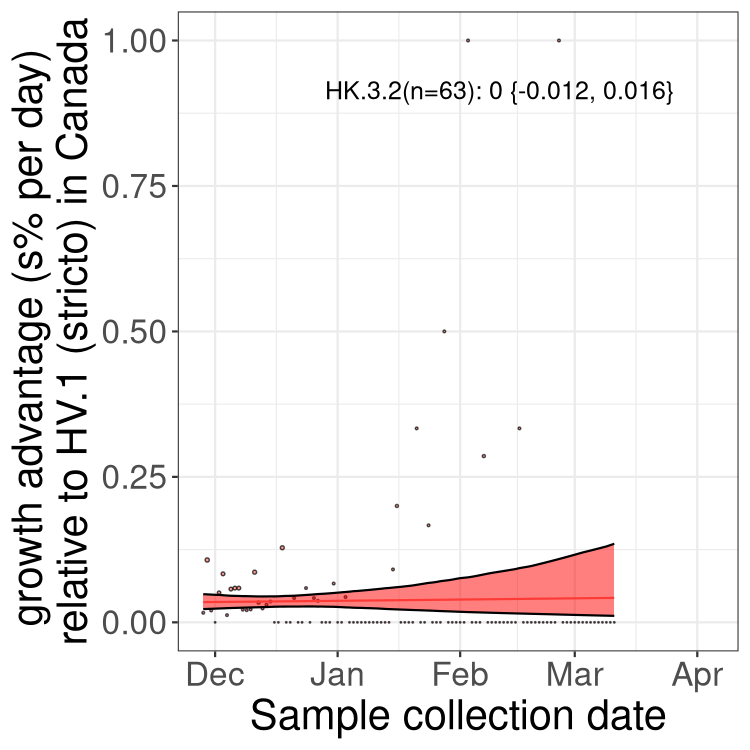 growth advantage (s% per day)
relative to HV.1 (stricto) in Canada
1.00
0.75
0.50
0.25
0.00
HK.3.2(n=63): 0 {-0.012, 0.016}
Dec Jan Feb Mar Apr
Sample collection date